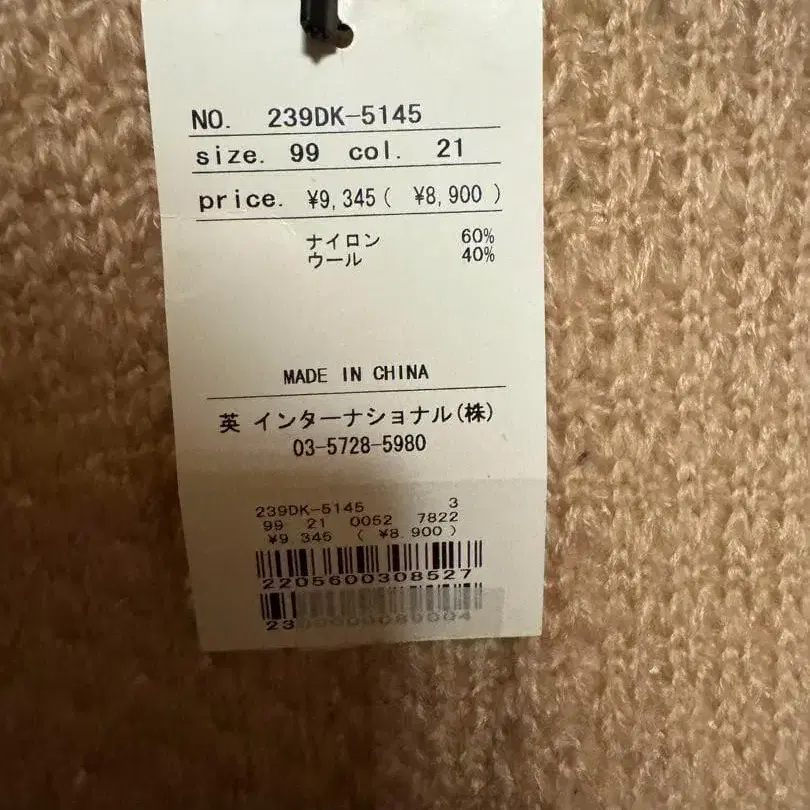 NO. 239DK-5145
size. 99 col. 21
price. ¥9,345 ( ¥8,900 )
ナイロン 60%
ウール 40%
MADE IN CHINA
英 インターナショナル(株)
03-5728-5980
239DK-5145 3
99 21 0052 7822
¥9 345 ( ¥8.900 )
2205600308527